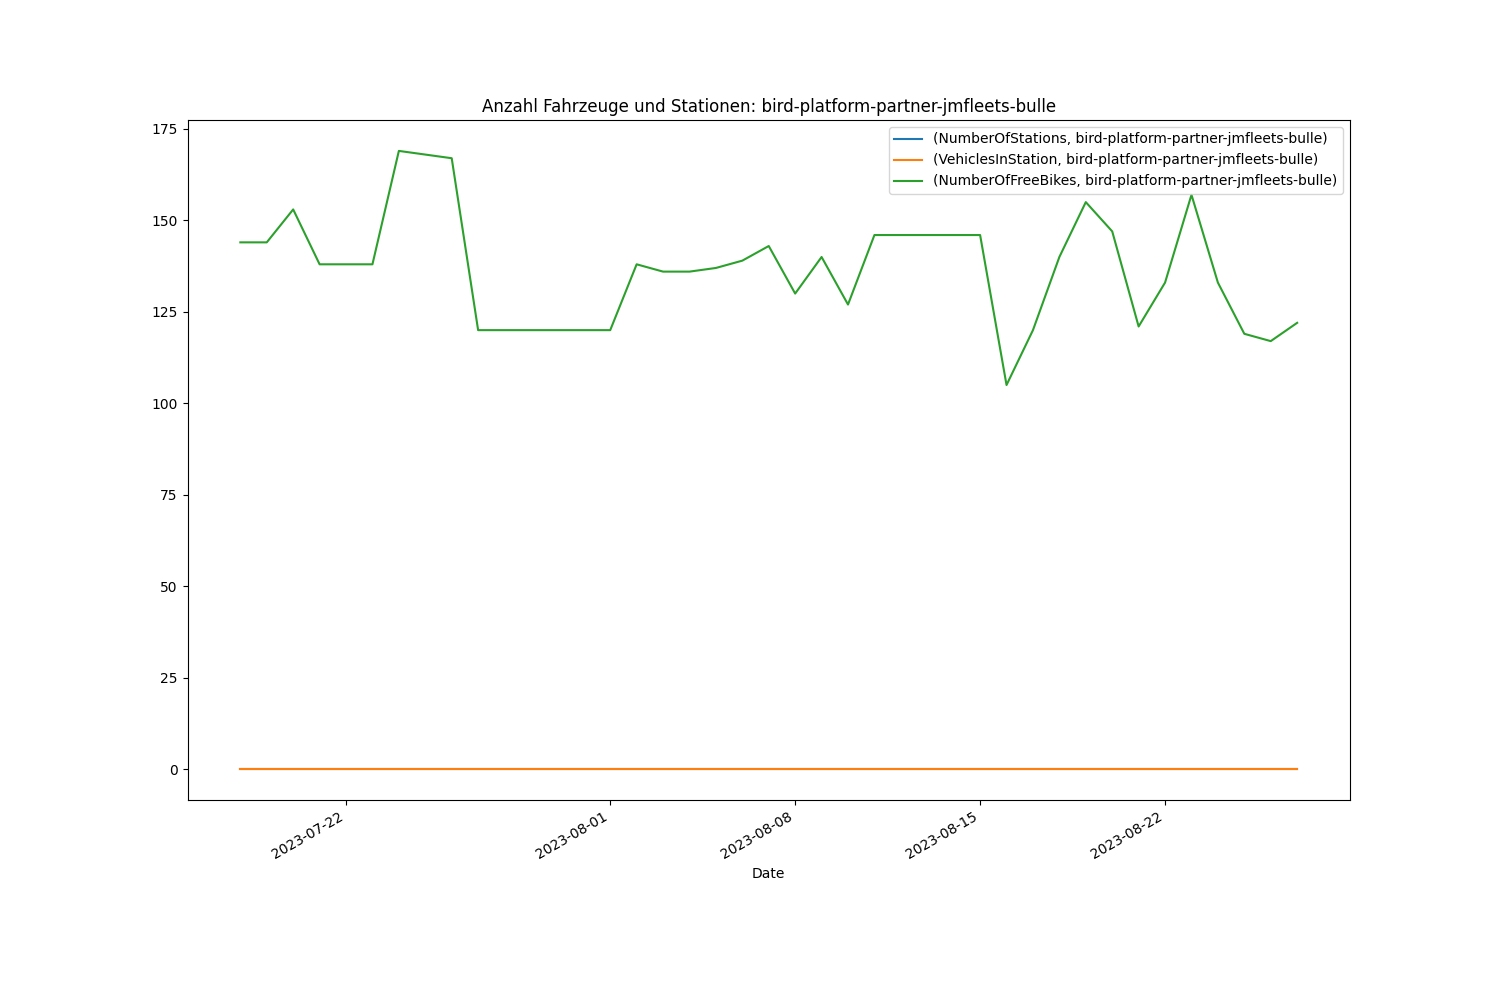 Anzahl Fahrzeuge und Stationen: bird-platform-partner-jmfleets-bulle
(NumberOfStations, bird-platform-partner-jmfleets-bulle)
(VehiclesInStation, bird-platform-partner-jmfleets-bulle)
(NumberOfFreeBikes, bird-platform-partner-jmfleets-bulle)
175
150
125
100
75
50
25
0
2023-07-22
2023-08-01
2023-08-08
2023-08-15
2023-08-22
Date